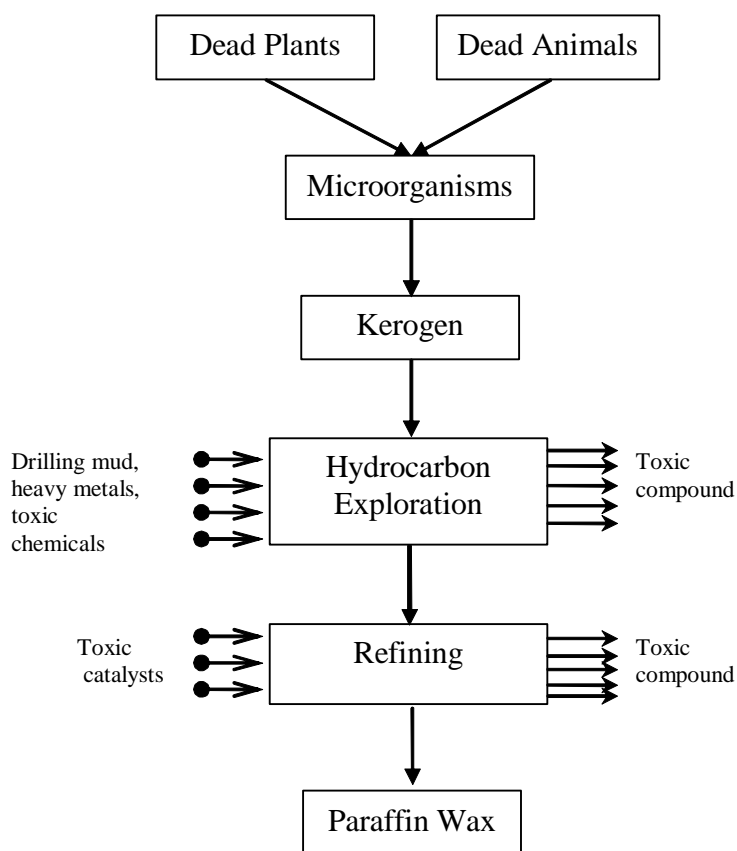 Dead Plants
Dead Animals
Microorganisms
Kerogen
Drilling mud,
heavy metals,
toxic
chemicals
Hydrocarbon
Exploration
Toxic
compound
Toxic
catalysts
Refining
Toxic
compound
Paraffin Wax